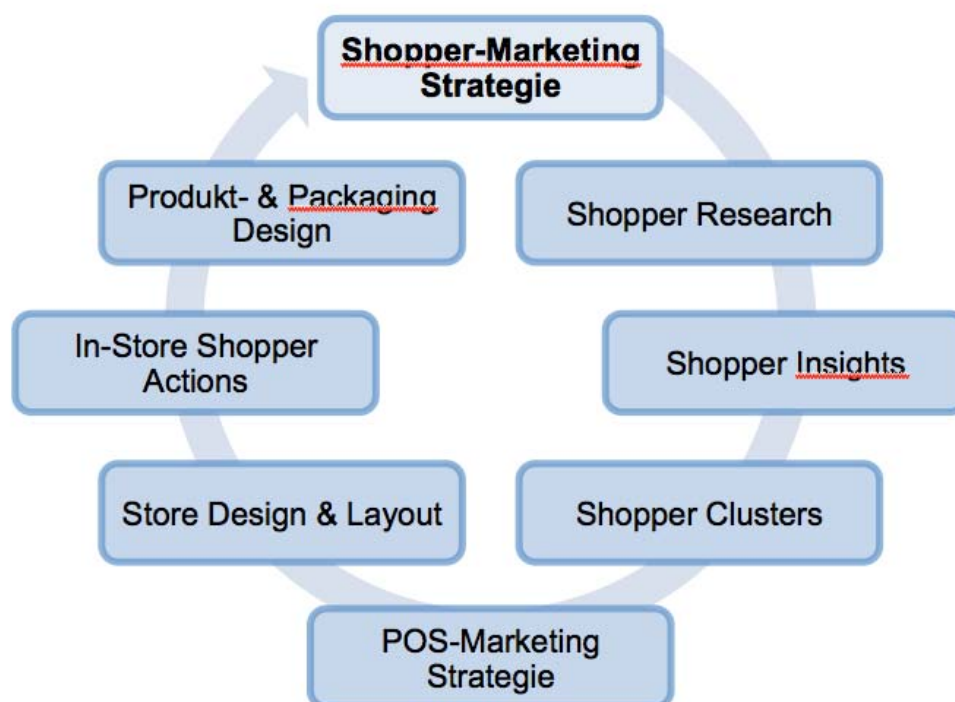 Shopper-Marketing
Strategie
Shopper Research
Shopper Insights
Shopper Clusters
POS-Marketing
Strategie
Store Design & Layout
In-Store Shopper
Actions
Produkt- & Packaging
Design